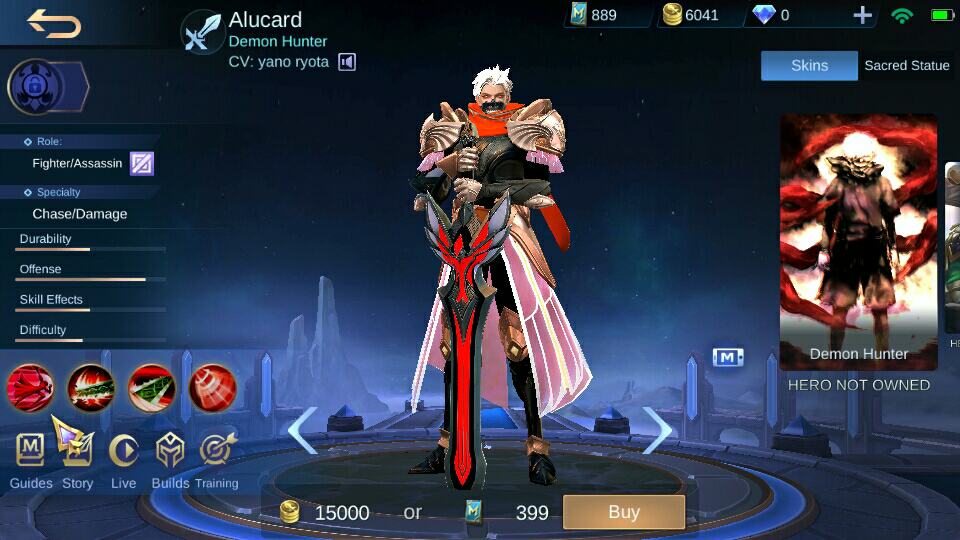 Alucard
Demon Hunter
CV: yano ryota
889
6041
0
Skins
Sacred Statue
Role:
Fighter/Assassin
Specialty
Chase/Damage
Durability
Offense
Skill Effects
Difficulty
Demon Hunter
HERO NOT OWNED
M
Guides
Story
Live
Builds
Training
15000
or
399
Buy